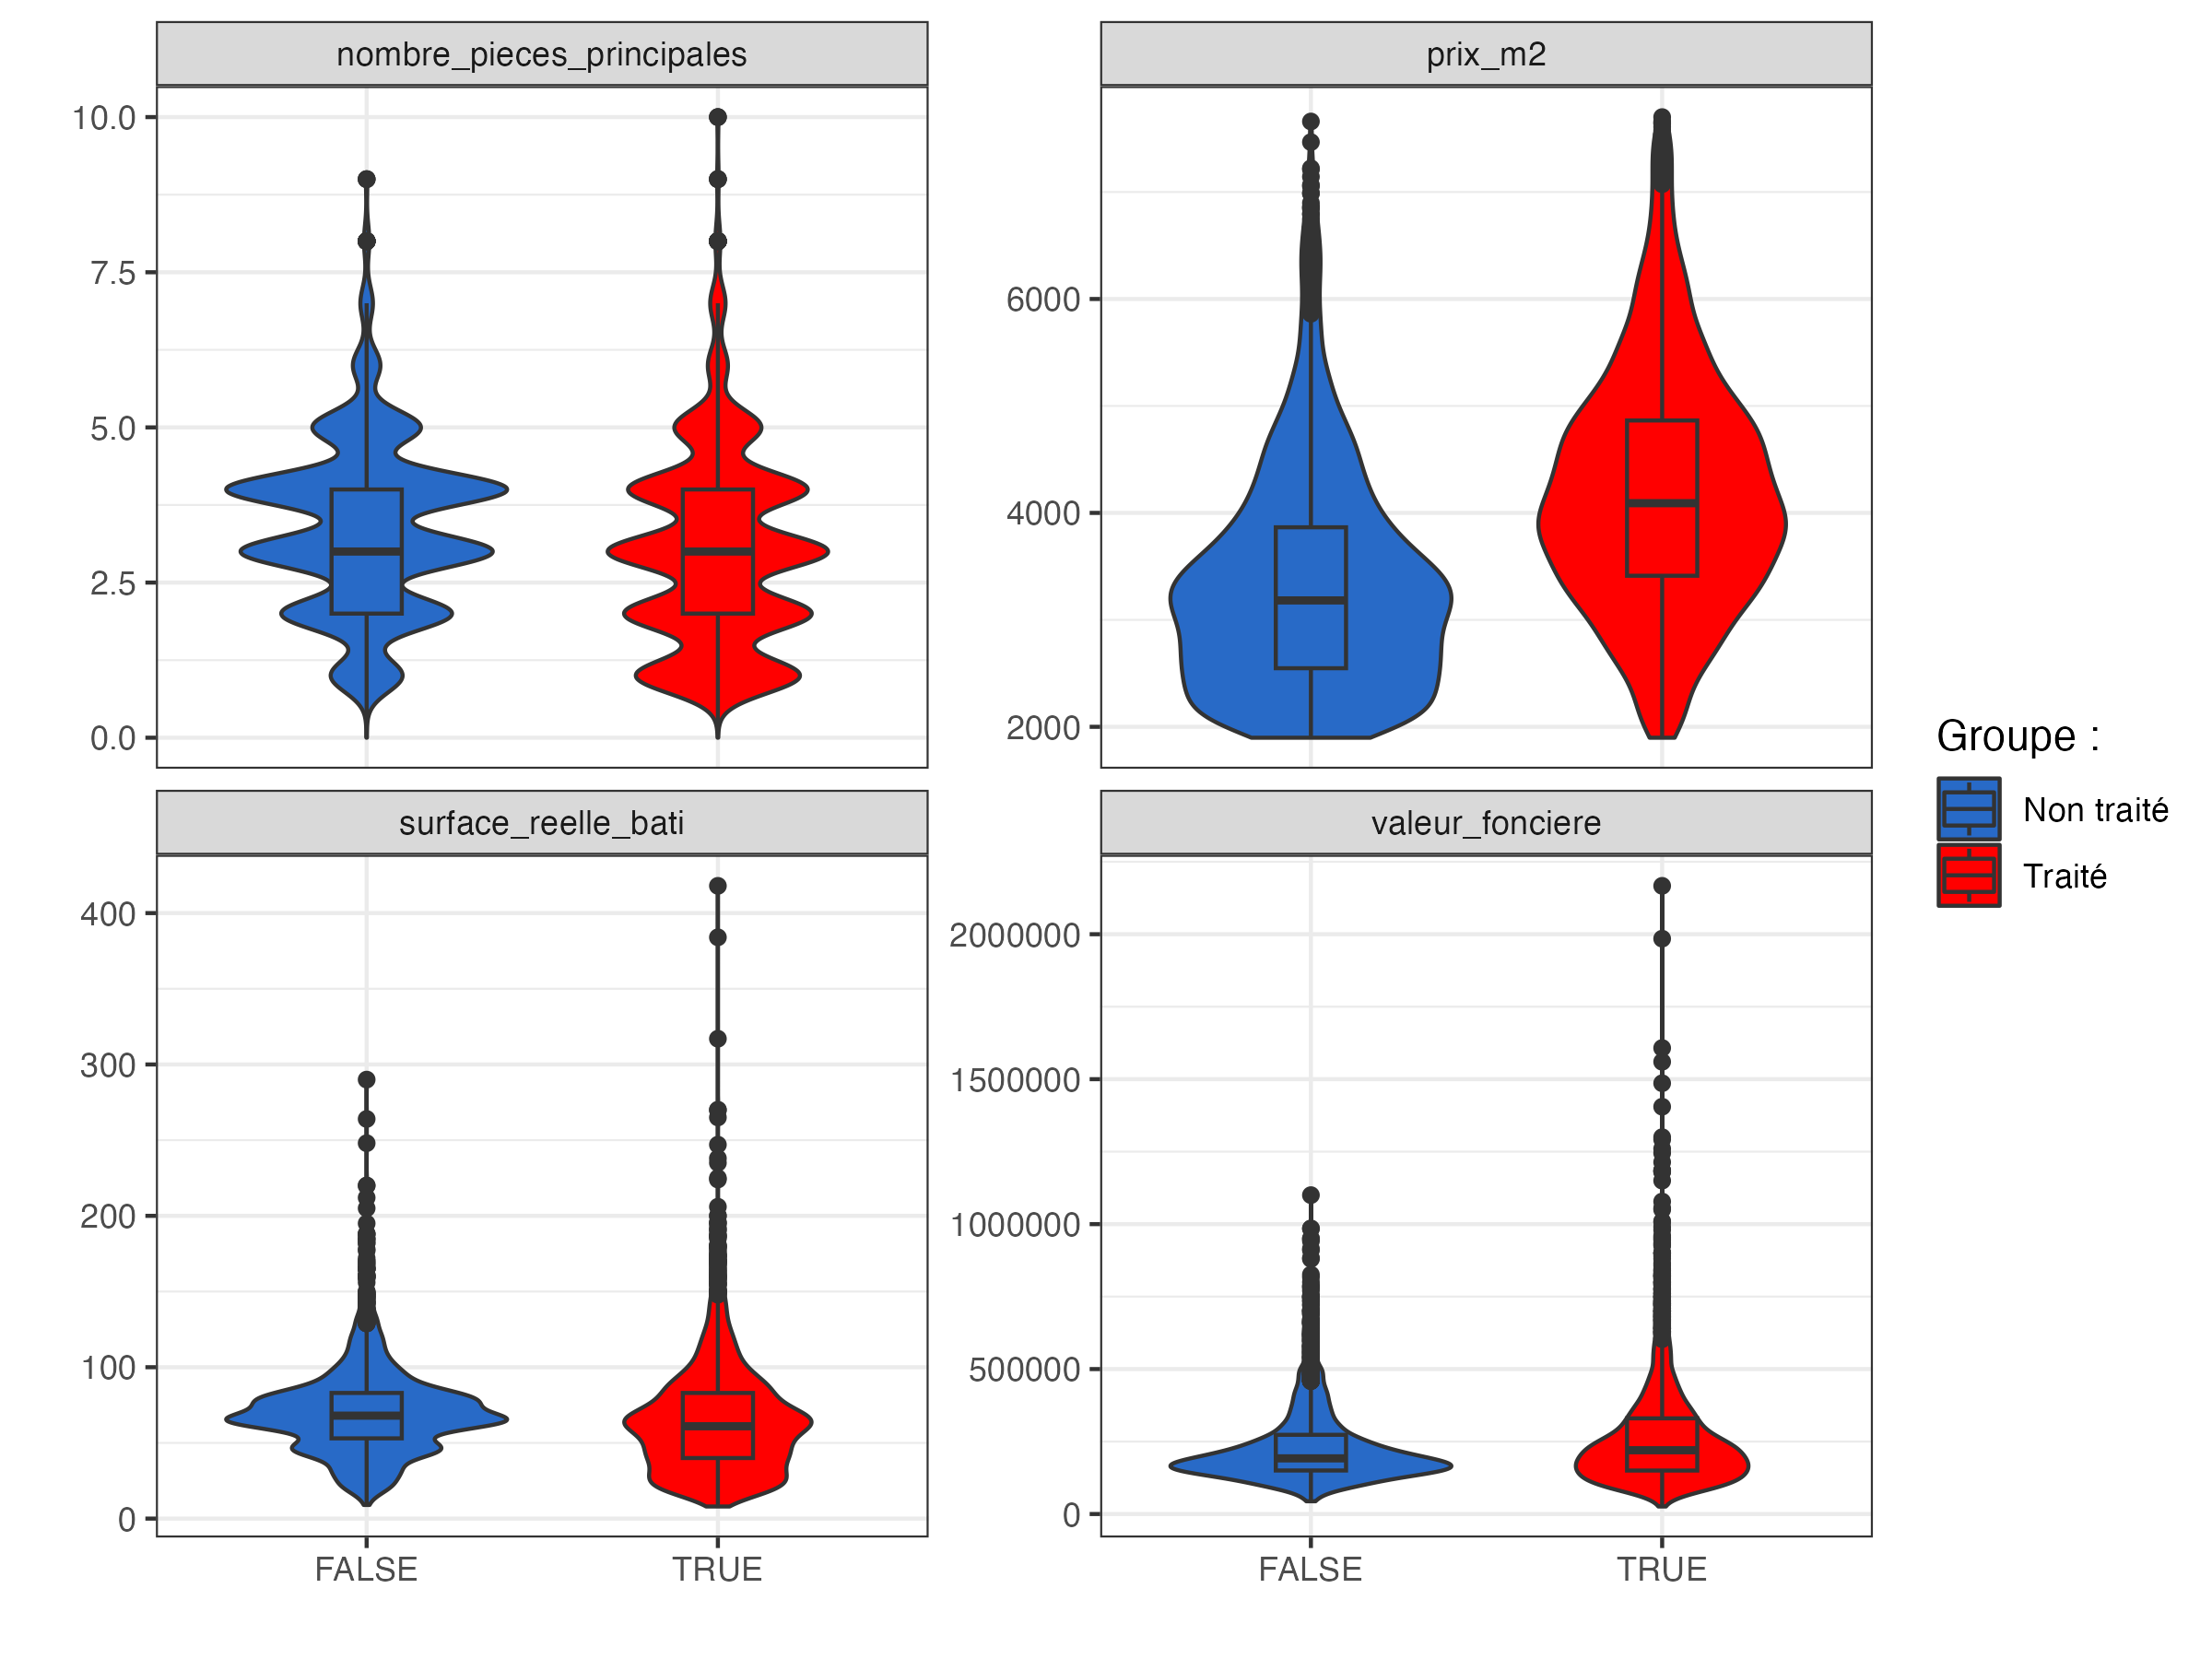 nombre_pieces_principales
10.0
7.5
5.0
2.5
0.0
prix_m2
6000
4000
2000
surface_reelle_bati
400
300
200
100
0
FALSE
TRUE
valeur_fonciere
2000000
1500000
1000000
500000
0
FALSE
TRUE
Groupe :
Non traité
Traité